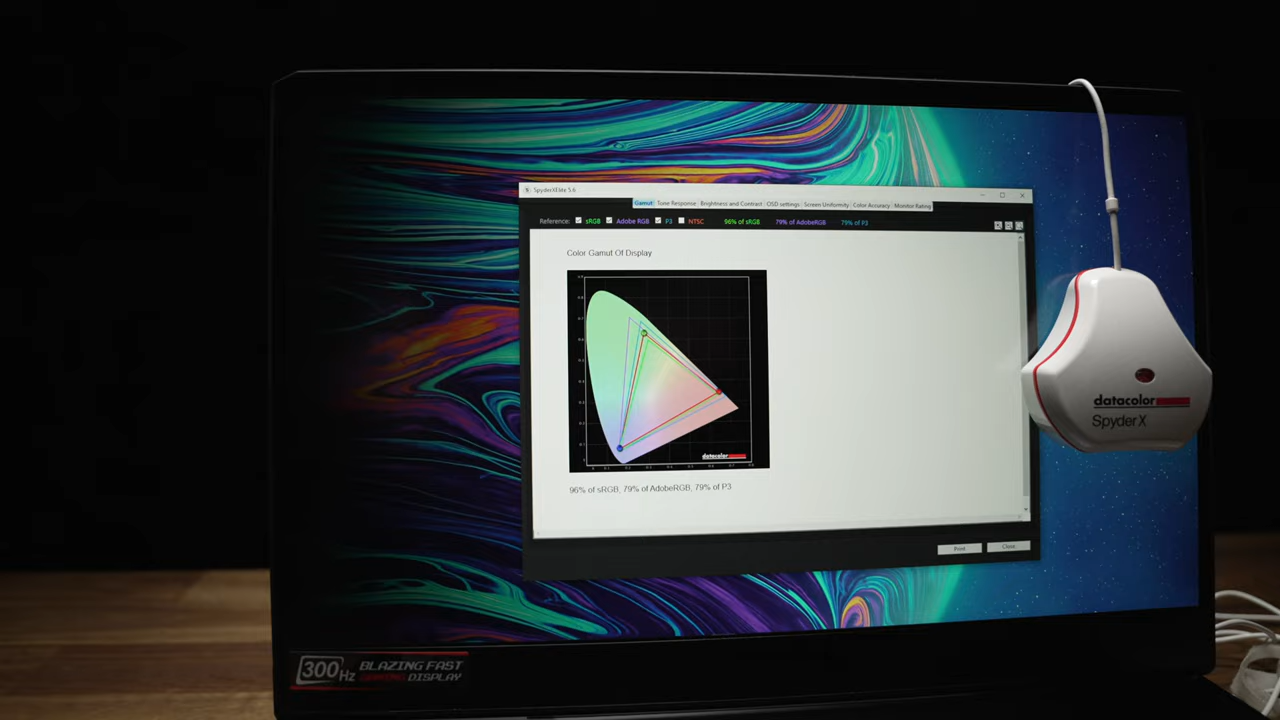 SpyderXElite 5.6
Gamut Tone Response Brightness and Contrast OSD settings Screen Uniformity Color Accuracy Monitor Rating
Reference: sRGB Adobe RGB P3 NTSC 96% of sRGB 79% of AdobeRGB 79% of P3
Color Gamut Of Display
datacolor
96% of sRGB, 79% of AdobeRGB, 79% of P3
Print Close
datacolor
Spyder X
300Hz BLAZING FAST
GAMING DISPLAY